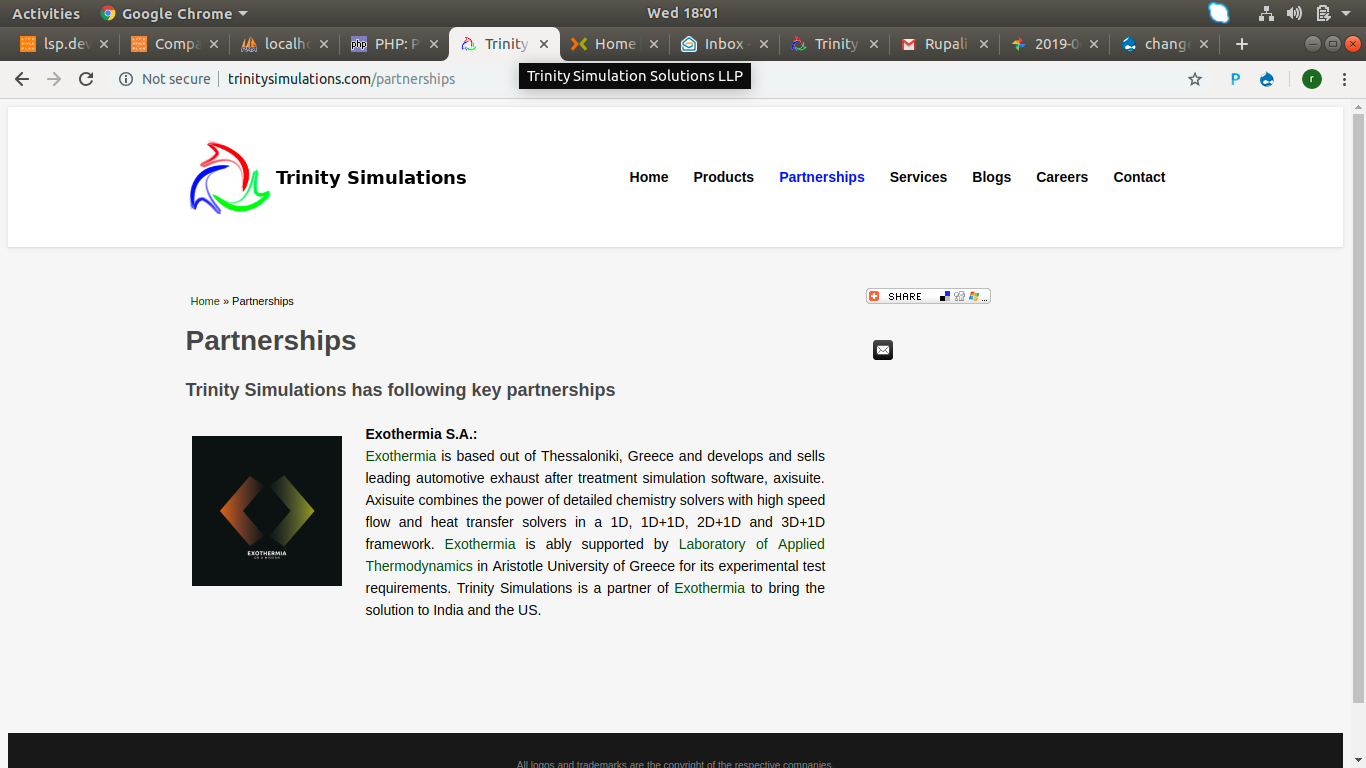 Activities Google Chrome Wed 18:01
lsp.dev Compa localh PHP: P Trinity Home Inbox Trinity Rupali 2019-0 chang
Not secure trinitysimulations.com/partnerships P r
Trinity Simulation Solutions LLP
Trinity Simulations
Home Products Partnerships Services Blogs Careers Contact
Home » Partnerships
SHARE ...
Partnerships
Trinity Simulations has following key partnerships
Exothermia S.A.:
Exothermia is based out of Thessaloniki, Greece and develops and sells
leading automotive exhaust after treatment simulation software, axisuite.
Axisuite combines the power of detailed chemistry solvers with high speed
flow and heat transfer solvers in a 1D, 1D+1D, 2D+1D and 3D+1D
framework. Exothermia is ably supported by Laboratory of Applied
Thermodynamics in Aristotle University of Greece for its experimental test
requirements. Trinity Simulations is a partner of Exothermia to bring the
solution to India and the US.
EXOTHERMIA
ON A MISSION
All logos and trademarks are the copyright of the respective companies